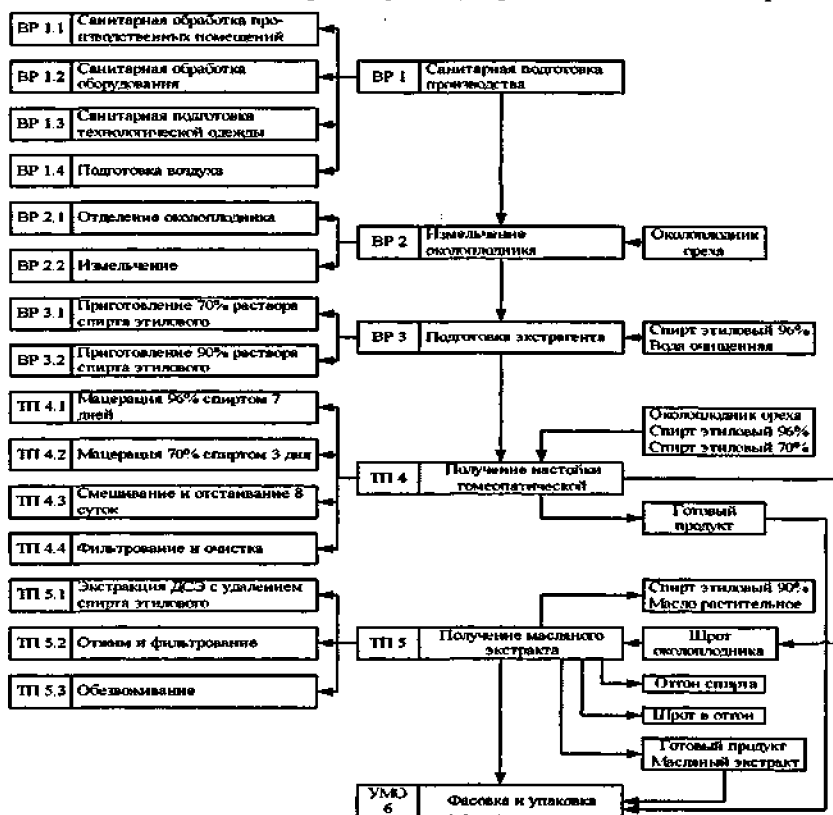 ВР 1.1
Санитарная обработка про-
изводственных помещений
ВР 1.2
Санитарная обработка
оборудования
ВР 1
Санитарная подготовка
производства
ВР 1.3
Санитарная подготовка
технологической одежды
ВР 1.4
Подготовка воздуха
ВР 2.1
Отделение околоплодника
ВР 2
Измельчение
околоплодника
Околоплодник
ореха
ВР 2.2
Измельчение
ВР 3.1
Приготовление 70% раствора
спирта этилового
ВР 3
Подготовка экстрагента
Спирт этиловый 96%
Вода очищенная
ВР 3.2
Приготовление 90% раствора
спирта этилового
ТП 4.1
Мацерация 96% спиртом 7
дней
Околоплодник ореха
Спирт этиловый 96%
Спирт этиловый 70%
ТП 4.2
Мацерация 70% спиртом 3 дня
ТП 4
Получение настойки
гомеопатической
ТП 4.3
Смешивание и отстаивание 8
суток
Готовый
продукт
ТП 4.4
Фильтрование и очистка
ТП 5.1
Экстракция ДСЭ с удалением
спирта этилового
Спирт этиловый 90%
Масло растительное
ТП 5.2
Отжим и фильтрование
ТП 5
Получение масляного
экстракта
Шрот
околоплодника
ТП 5.3
Обезвоживание
Отгон спирта
Шрот в отгон
Готовый продукт
Масляный экстракт
УМО
6
Фасовка и упаковка